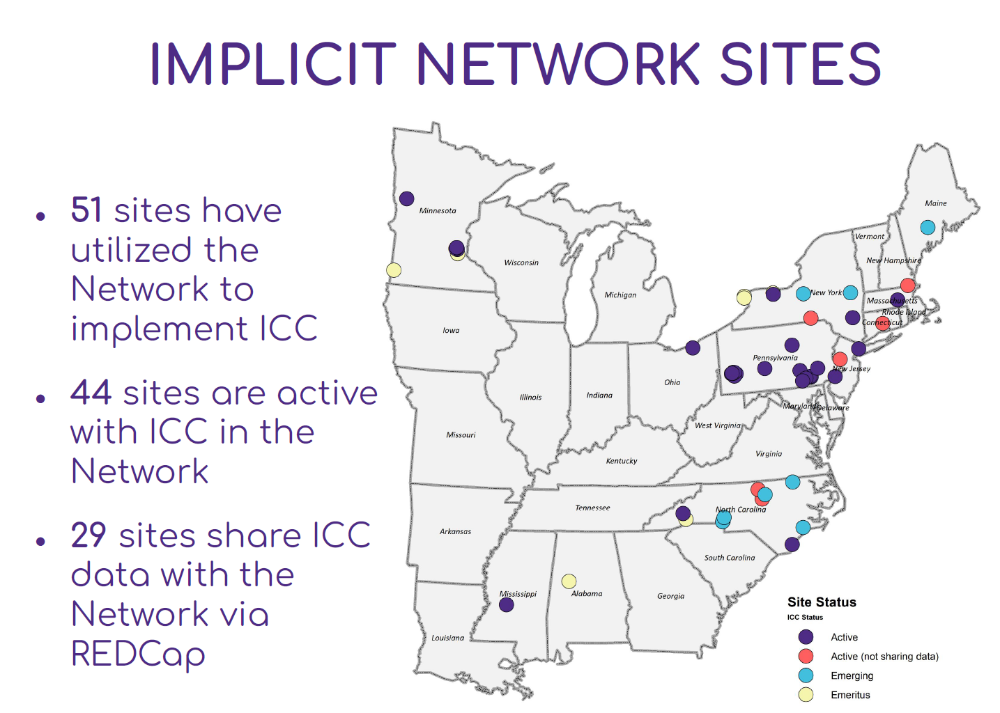 IMPLICIT NETWORK SITES
• 51 sites have
utilized the
Network to
implement ICC
• 44 sites are active
with ICC in the
Network
• 29 sites share ICC
data with the
Network via
REDCap
Maine
Minnesota
Vermont
New Hampshire
Wisconsin
Michigan
New York
Massachusetts
Rhode Island
Connecticut
Iowa
Pennsylvania
New Jersey
Ohio
Illinois
Indiana
Maryland
Delaware
West Virginia
Missouri
Virginia
Kentucky
Tennessee
North Carolina
Arkansas
South Carolina
Mississippi
Alabama
Georgia
Louisiana
Site Status
ICC Status
Active
Active (not sharing data)
Emerging
Emeritus